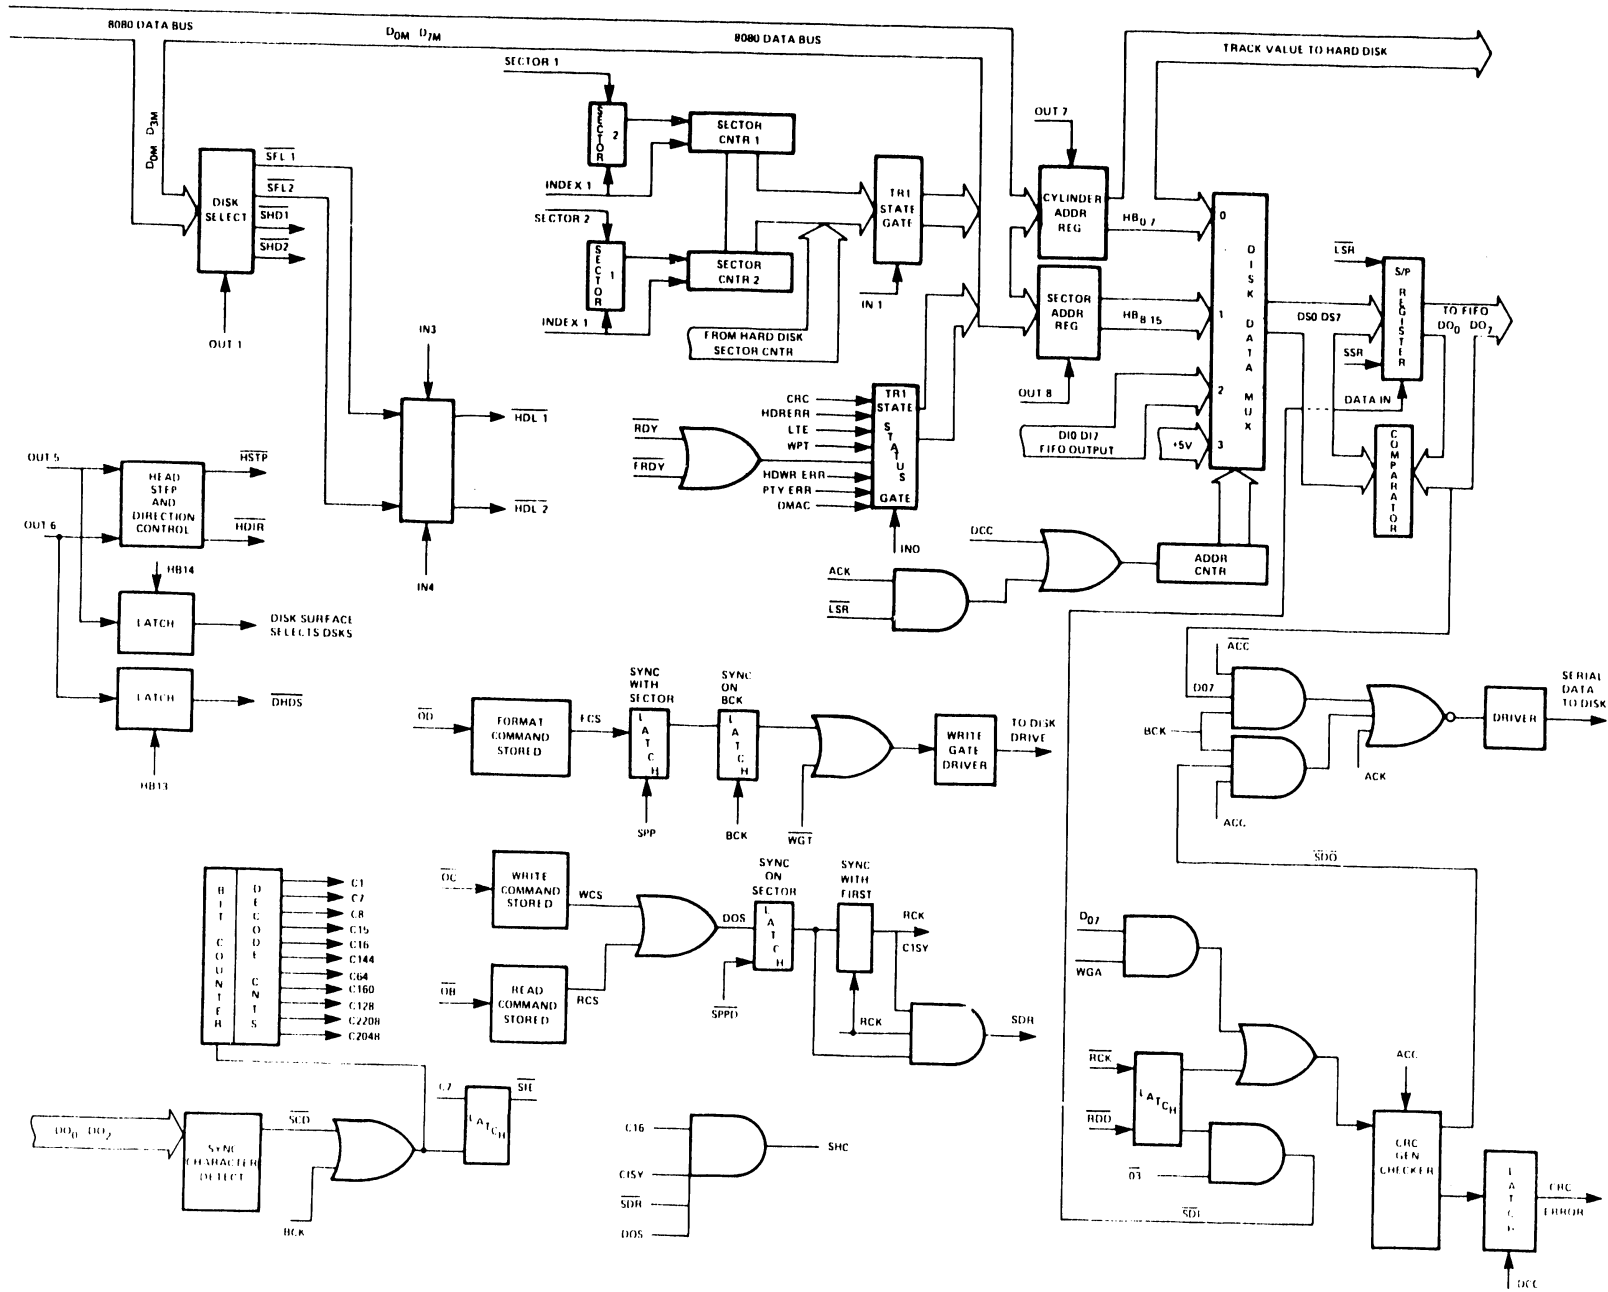 8080 DATA BUS
D0M D7M
8080 DATA BUS
TRACK VALUE TO HARD DISK
D0M D3M
SECTOR 1
SECTOR 2
SECTOR CNTR 1
INDEX 1
SECTOR 2
SECTOR 1
SECTOR CNTR 2
INDEX 1
FROM HARD DISK
SECTOR CNTR
TRI STATE GATE
IN 1
DISK SELECT
SFL 1
SFL2
SHD1
SHD2
OUT 1
OUT 7
CYLINDER ADDR REG
HB0 7
SECTOR ADDR REG
HB8 15
OUT 8
DI0 DI7
FIFO OUTPUT
+5V
0
1
2
3
DISK DATA MUX
DS0 DS7
LSR
S/P REGISTER
SSR
DATA IN
TO FIFO
DO0 DO7
COMPARATOR
IN3
HDL 1
HDL 2
IN4
RDY
FRDY
CRC
HDRERR
LTE
WPT
HDWR ERR
PTY ERR
DMAC
TRI STATE
STATUS
GATE
IN0
DCC
ACK
LSR
ADDR CNTR
OUT 5
OUT 6
HEAD STEP AND DIRECTION CONTROL
HSTP
HDIR
HB14
LATCH
DISK SURFACE
SELECTS DSKS
LATCH
DHDS
HB13
OD
FORMAT COMMAND STORED
FCS
SYNC WITH SECTOR
LATCH
SPP
SYNC ON BCK
LATCH
BCK
WGT
WRITE GATE DRIVER
TO DISK DRIVE
ACC
D07
BCK
ACC
ACK
DRIVER
SERIAL DATA TO DISK
SDO
BIT COUNTER
DECODE CNTS
C1
C7
C8
C15
C16
C144
C64
C160
C128
C2208
C2048
OC
WRITE COMMAND STORED
WCS
OB
READ COMMAND STORED
RCS
DOS
SYNC ON SECTOR
LATCH
SPPD
SYNC WITH FIRST
RCK
C1SY
RCK
SDR
D07
WGA
RCK
RDD
LATCH
03
SDI
ACC
CRC GEN CHECKER
LATCH
CRC
ERROR
DCC
DO0 DO7
SYNC CHARACTER DETECT
SCD
BCK
C7
LATCH
SIE
C16
C1SY
SDR
DOS
SHC